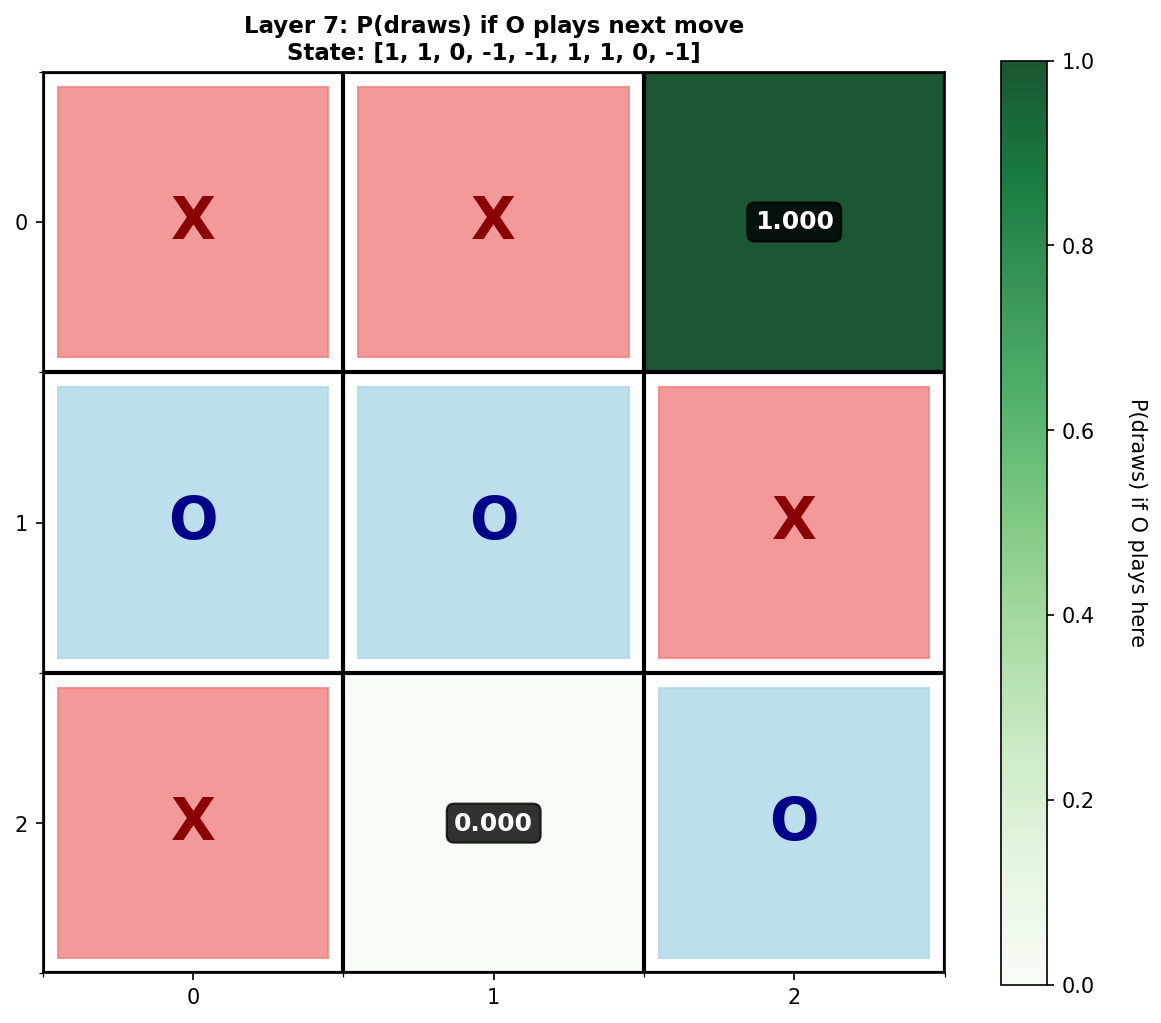 Layer 7: P(draws) if O plays next move
State: [1, 1, 0, -1, -1, 1, 1, 0, -1]
0
X
X
1.000
1
O
O
X
2
X
0.000
O
0
1
2
1.0
0.8
0.6
0.4
0.2
0.0
P(draws) if O plays here